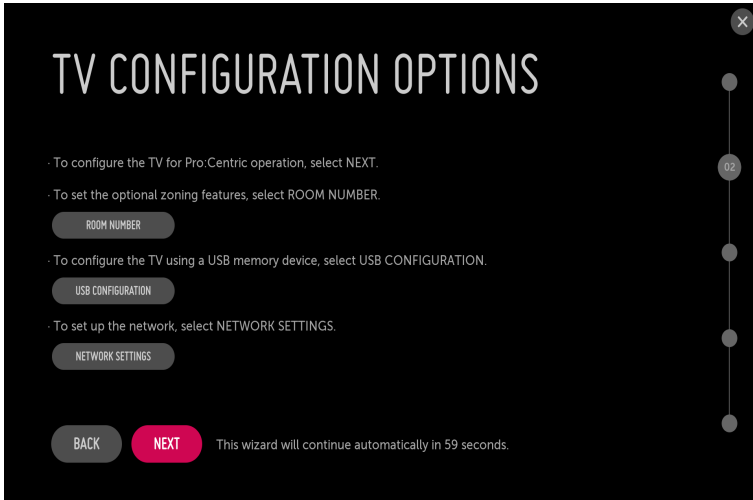 TV CONFIGURATION OPTIONS
· To configure the TV for Pro:Centric operation, select NEXT.
· To set the optional zoning features, select ROOM NUMBER.
ROOM NUMBER
· To configure the TV using a USB memory device, select USB CONFIGURATION.
USB CONFIGURATION
· To set up the network, select NETWORK SETTINGS.
NETWORK SETTINGS
BACK NEXT This wizard will continue automatically in 59 seconds.
02